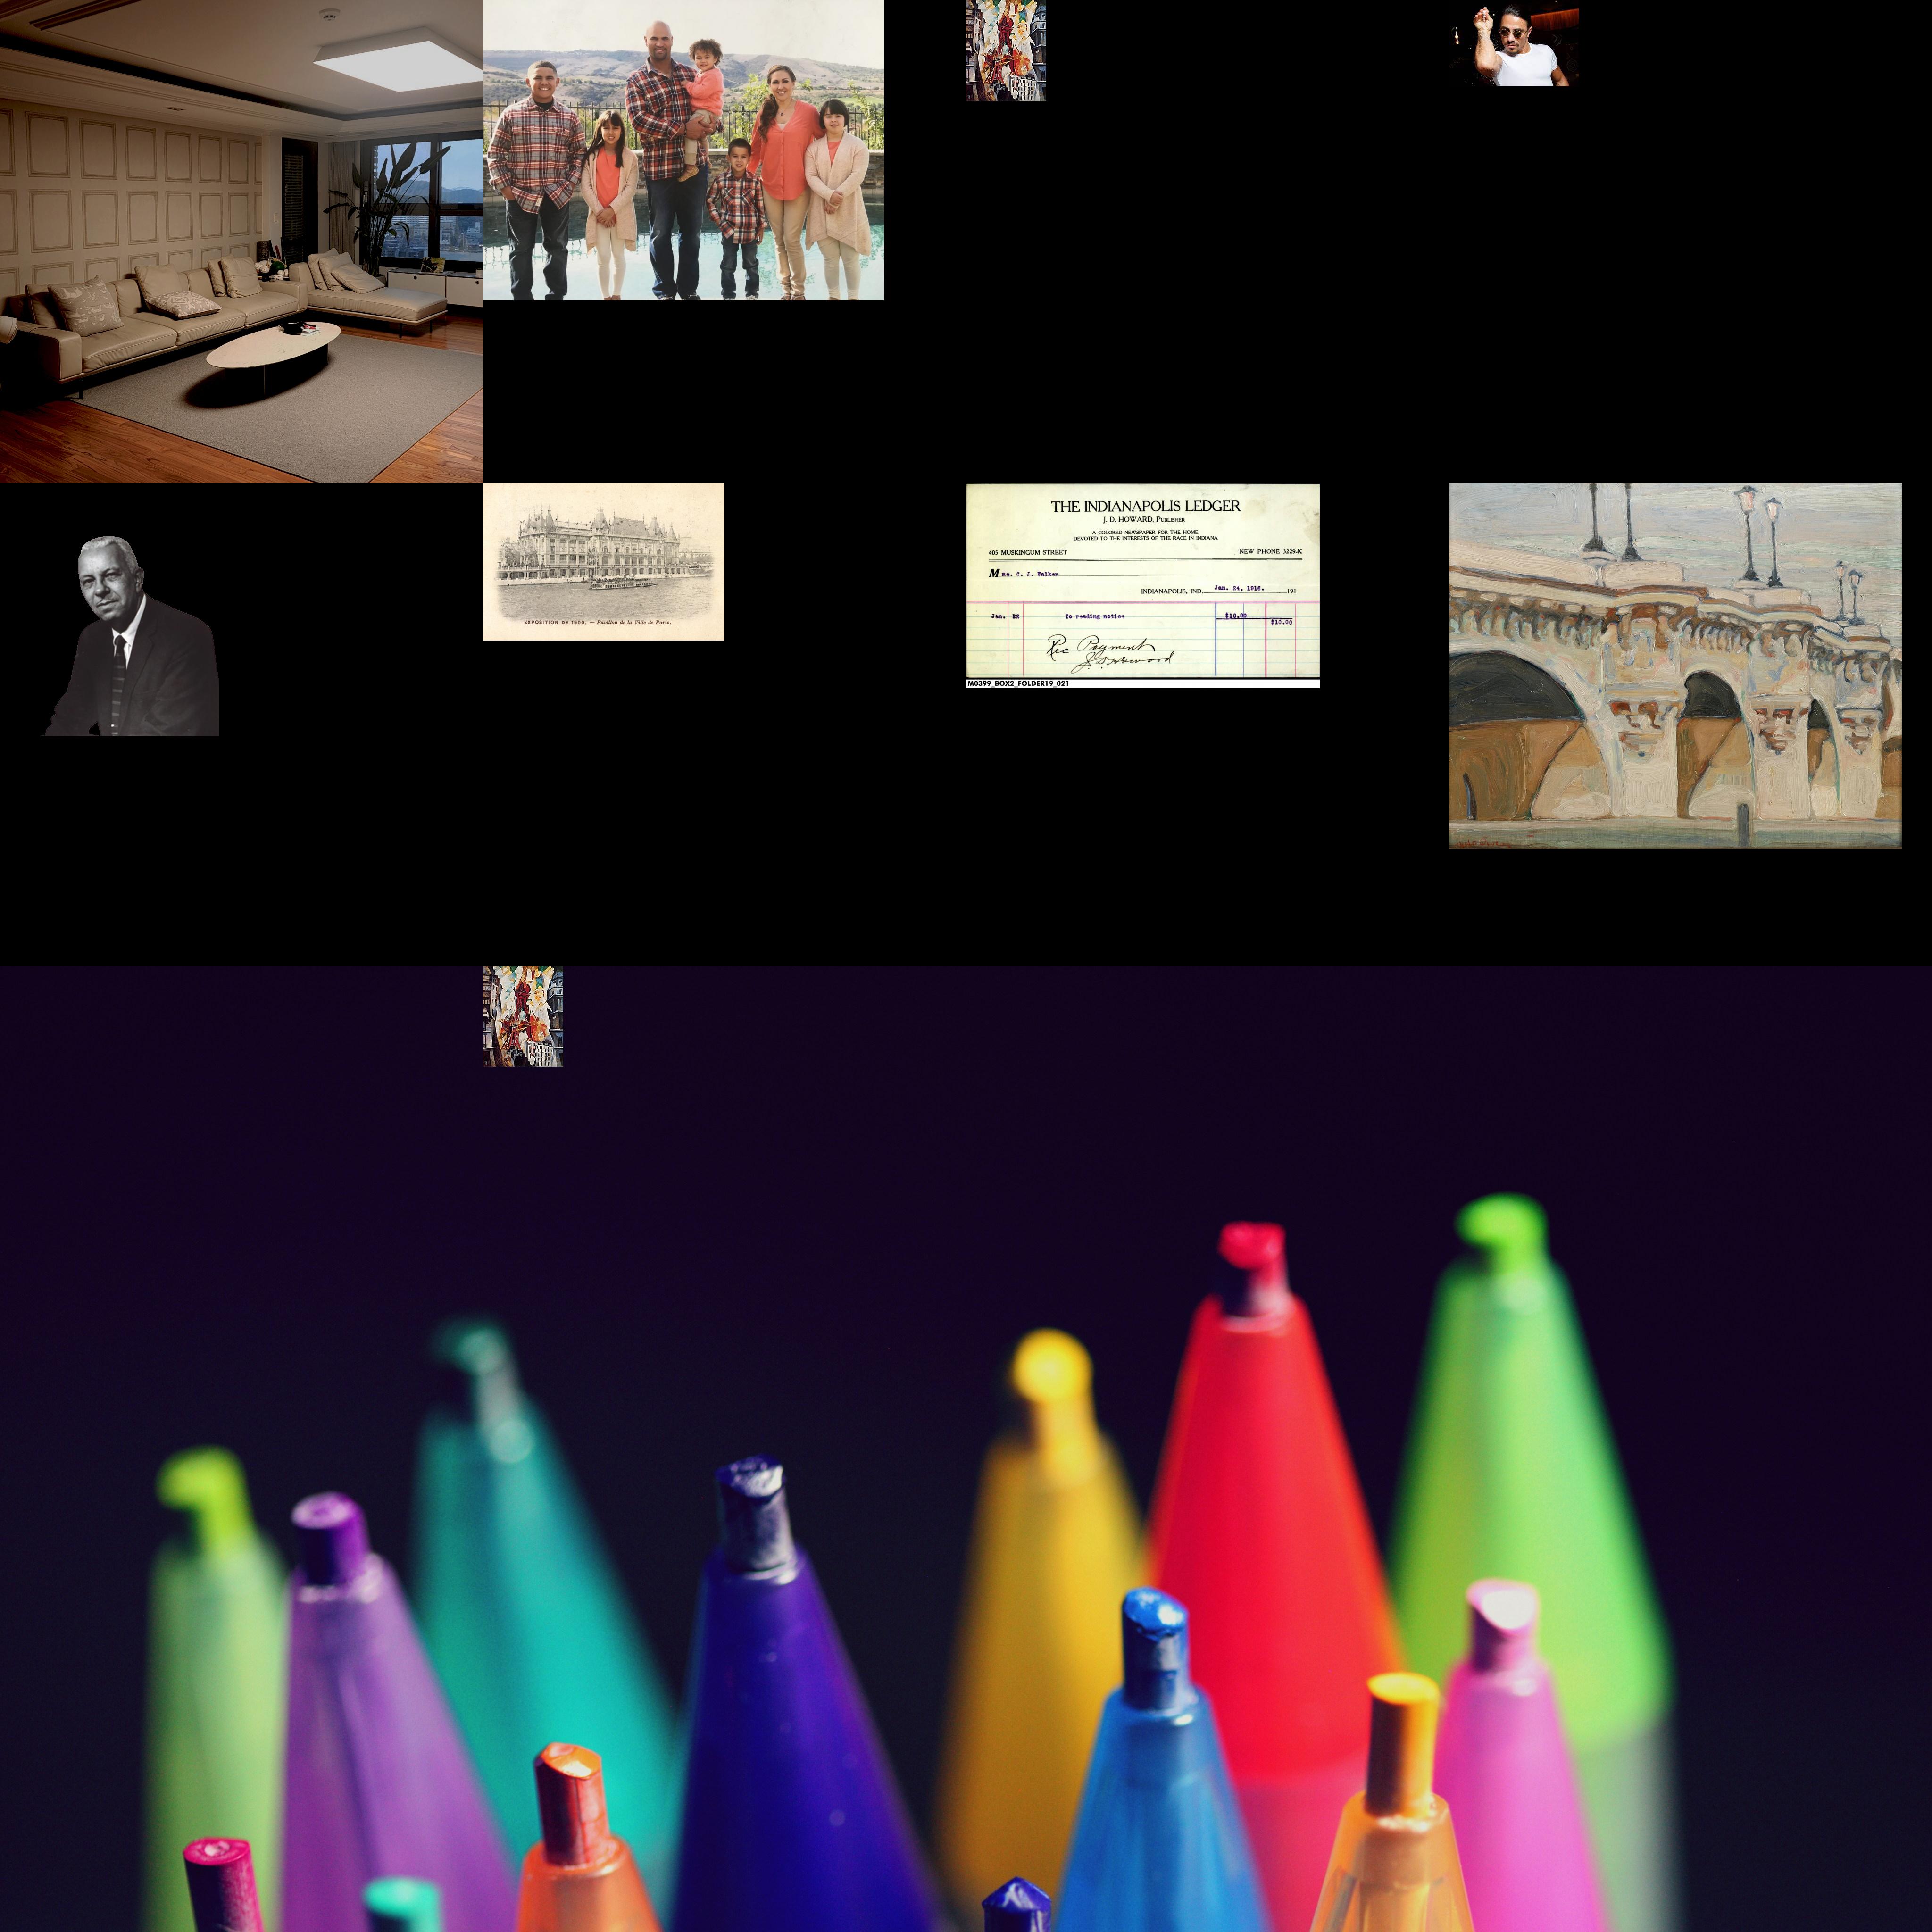 EXPOSITION DE 1900. — Pavillon de la Ville de Paris.
THE INDIANAPOLIS LEDGER
J. D. HOWARD, PUBLISHER
A COLORED NEWSPAPER FOR THE HOME
DEVOTED TO THE INTERESTS OF THE RACE IN INDIANA
405 MUSKINGUM STREET NEW PHONE 3229-K
Mme. C. J. Walker
INDIANAPOLIS, IND. Jan. 24, 1916. 191
Jan. 22 To reading notice $10.00
$10.00
Rec Payment
J. D. Howard
M0399_BOX2_FOLDER19_021